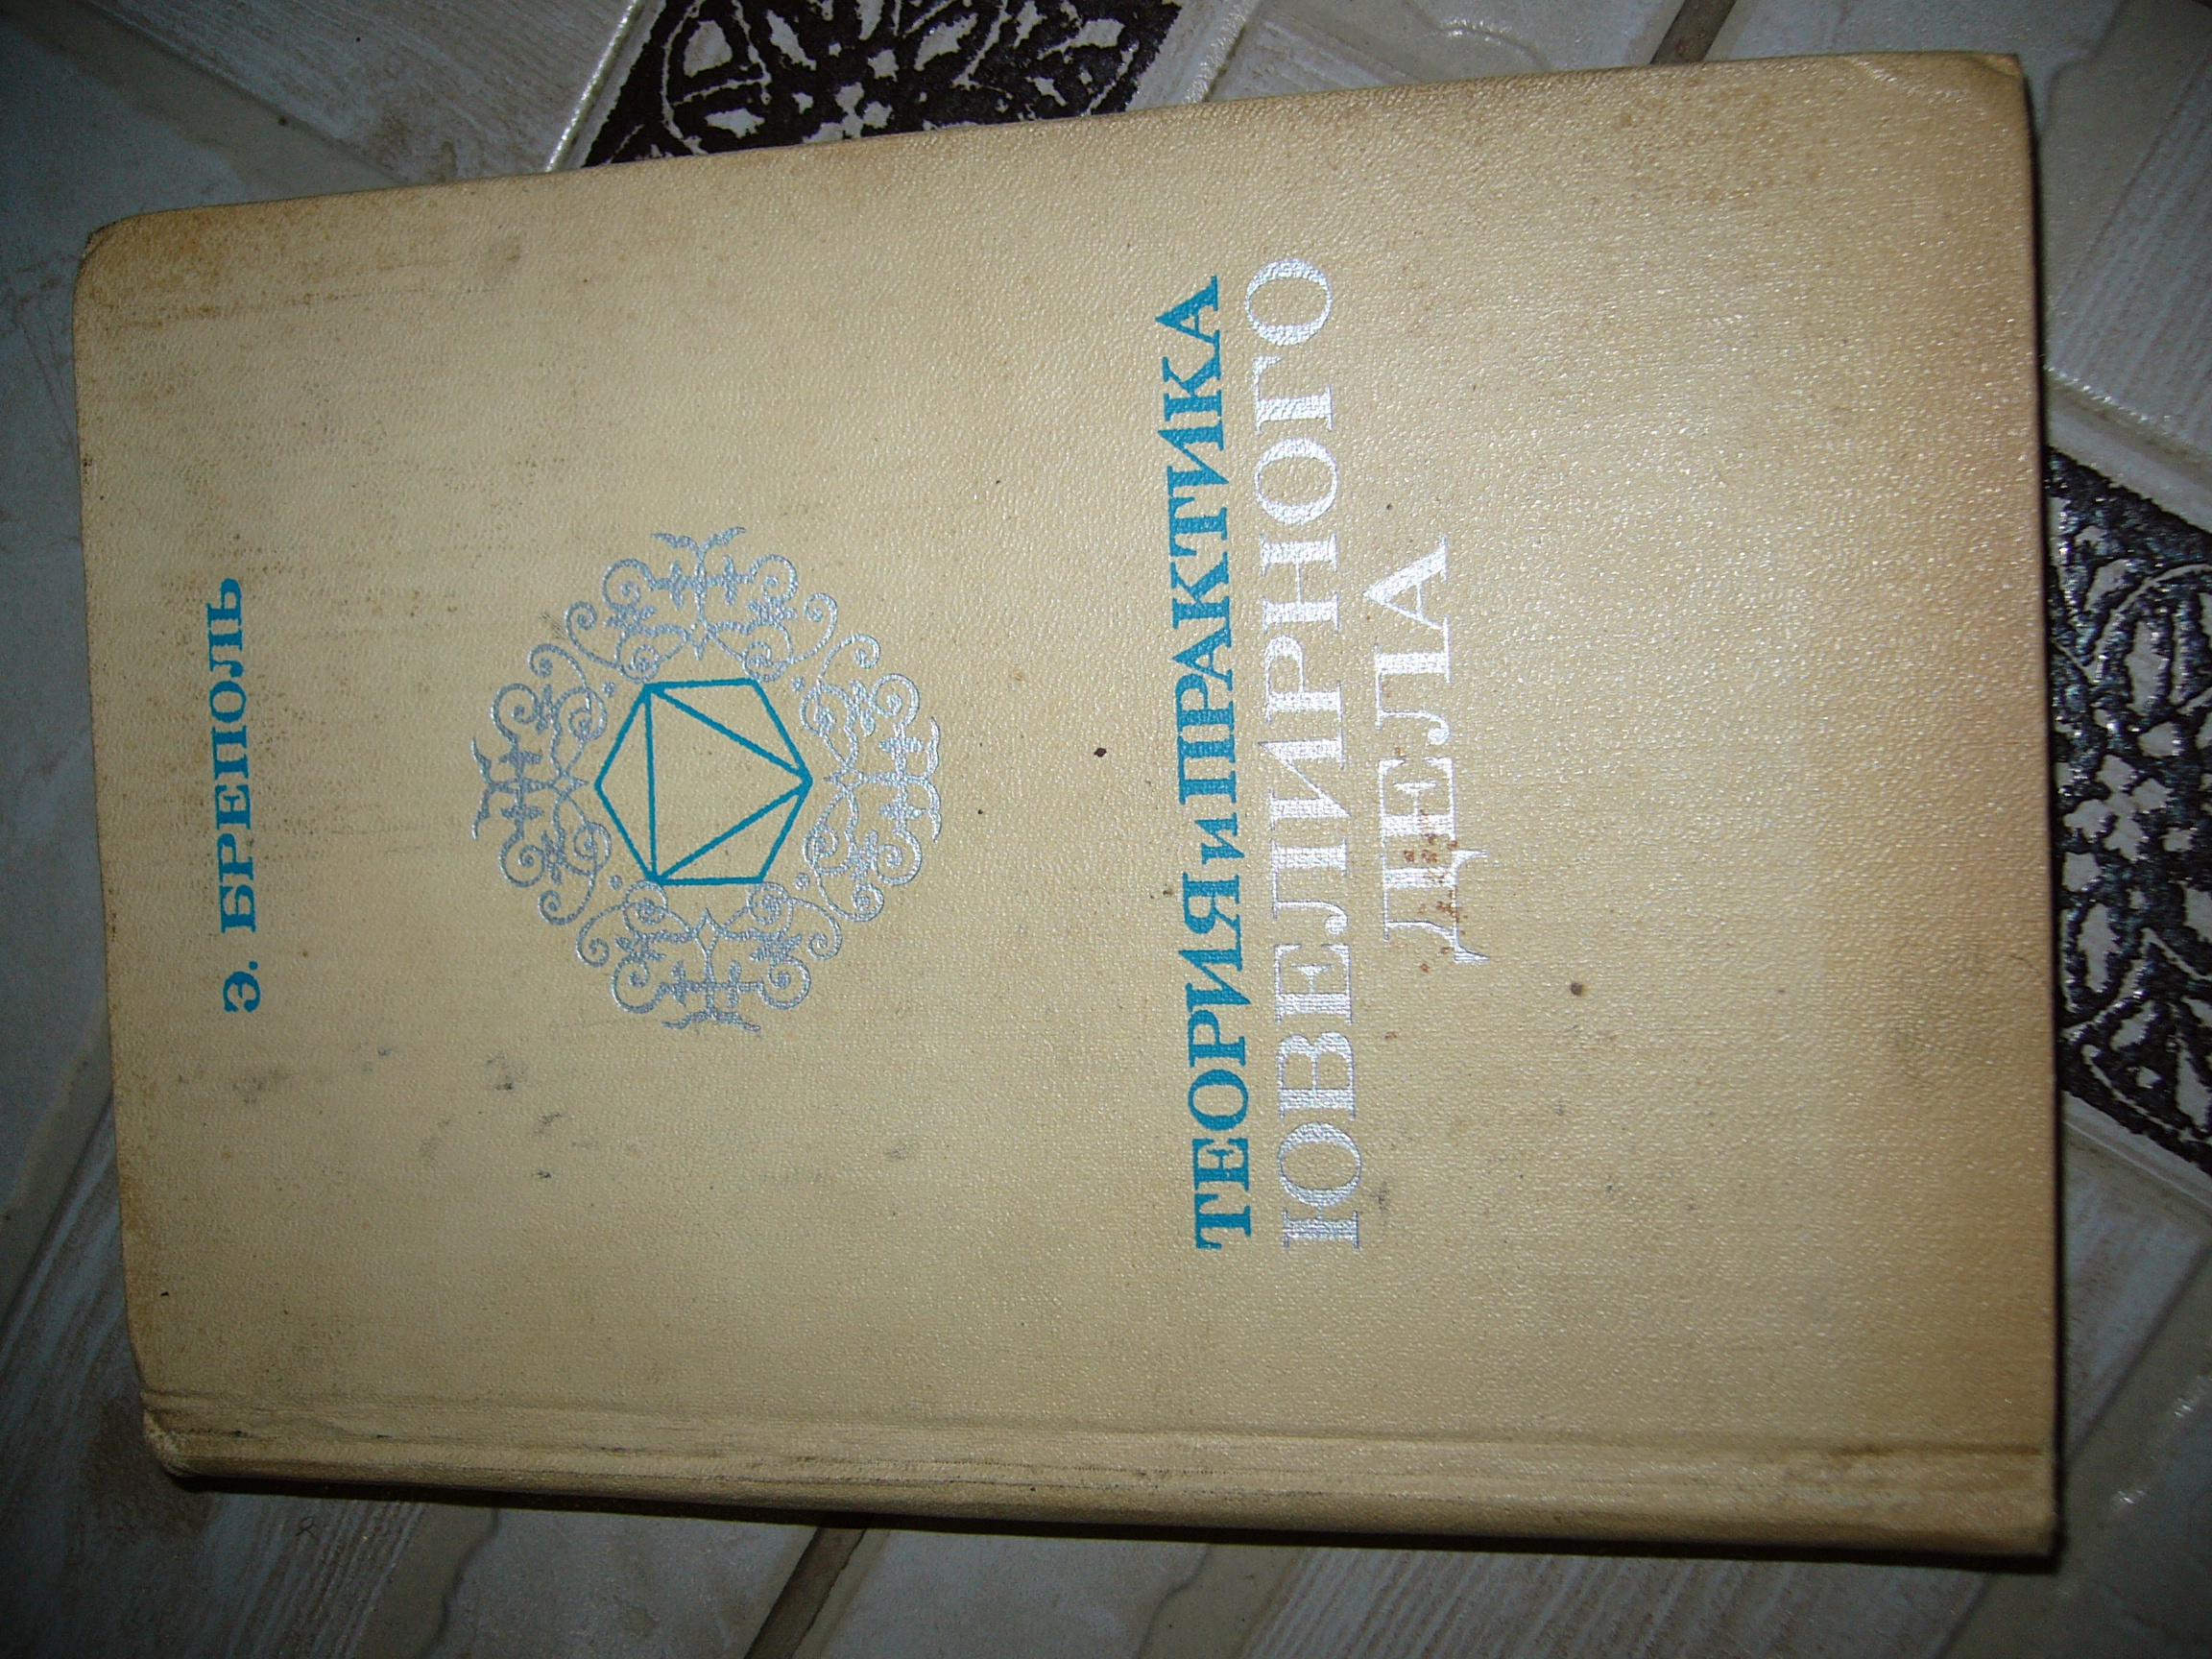 Э. БРЕПОЛЬ
ТЕОРИЯ И ПРАКТИКА
ЮВЕЛИРНОГО
ДЕЛА